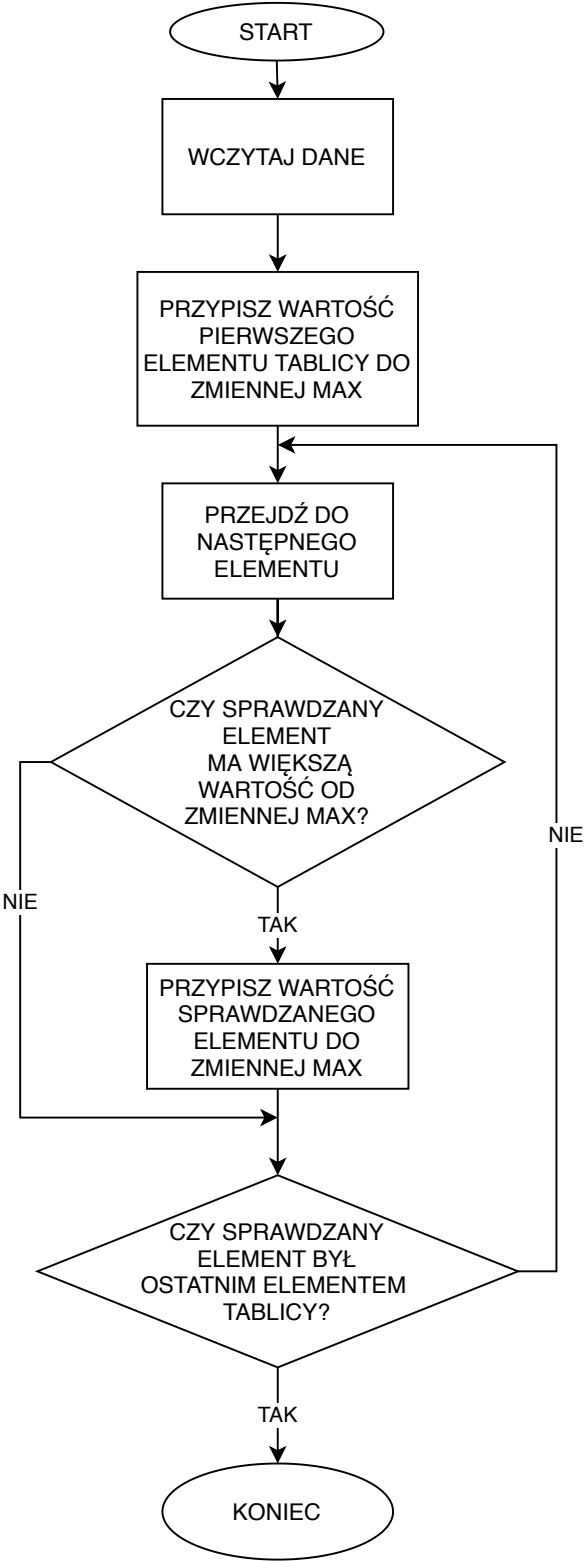 START
WCZYTAJ DANE
PRZYPISZ WARTOŚĆ
PIERWSZEGO
ELEMENTU TABLICY DO
ZMIENNEJ MAX
PRZEJDŹ DO
NASTĘPNEGO
ELEMENTU
CZY SPRAWDZANY
ELEMENT
MA WIĘKSZĄ
WARTOŚĆ OD
ZMIENNEJ MAX?
NIE
NIE
TAK
PRZYPISZ WARTOŚĆ
SPRAWDZANEGO
ELEMENTU DO
ZMIENNEJ MAX
CZY SPRAWDZANY
ELEMENT BYŁ
OSTATNIM ELEMENTEM
TABLICY?
TAK
KONIEC